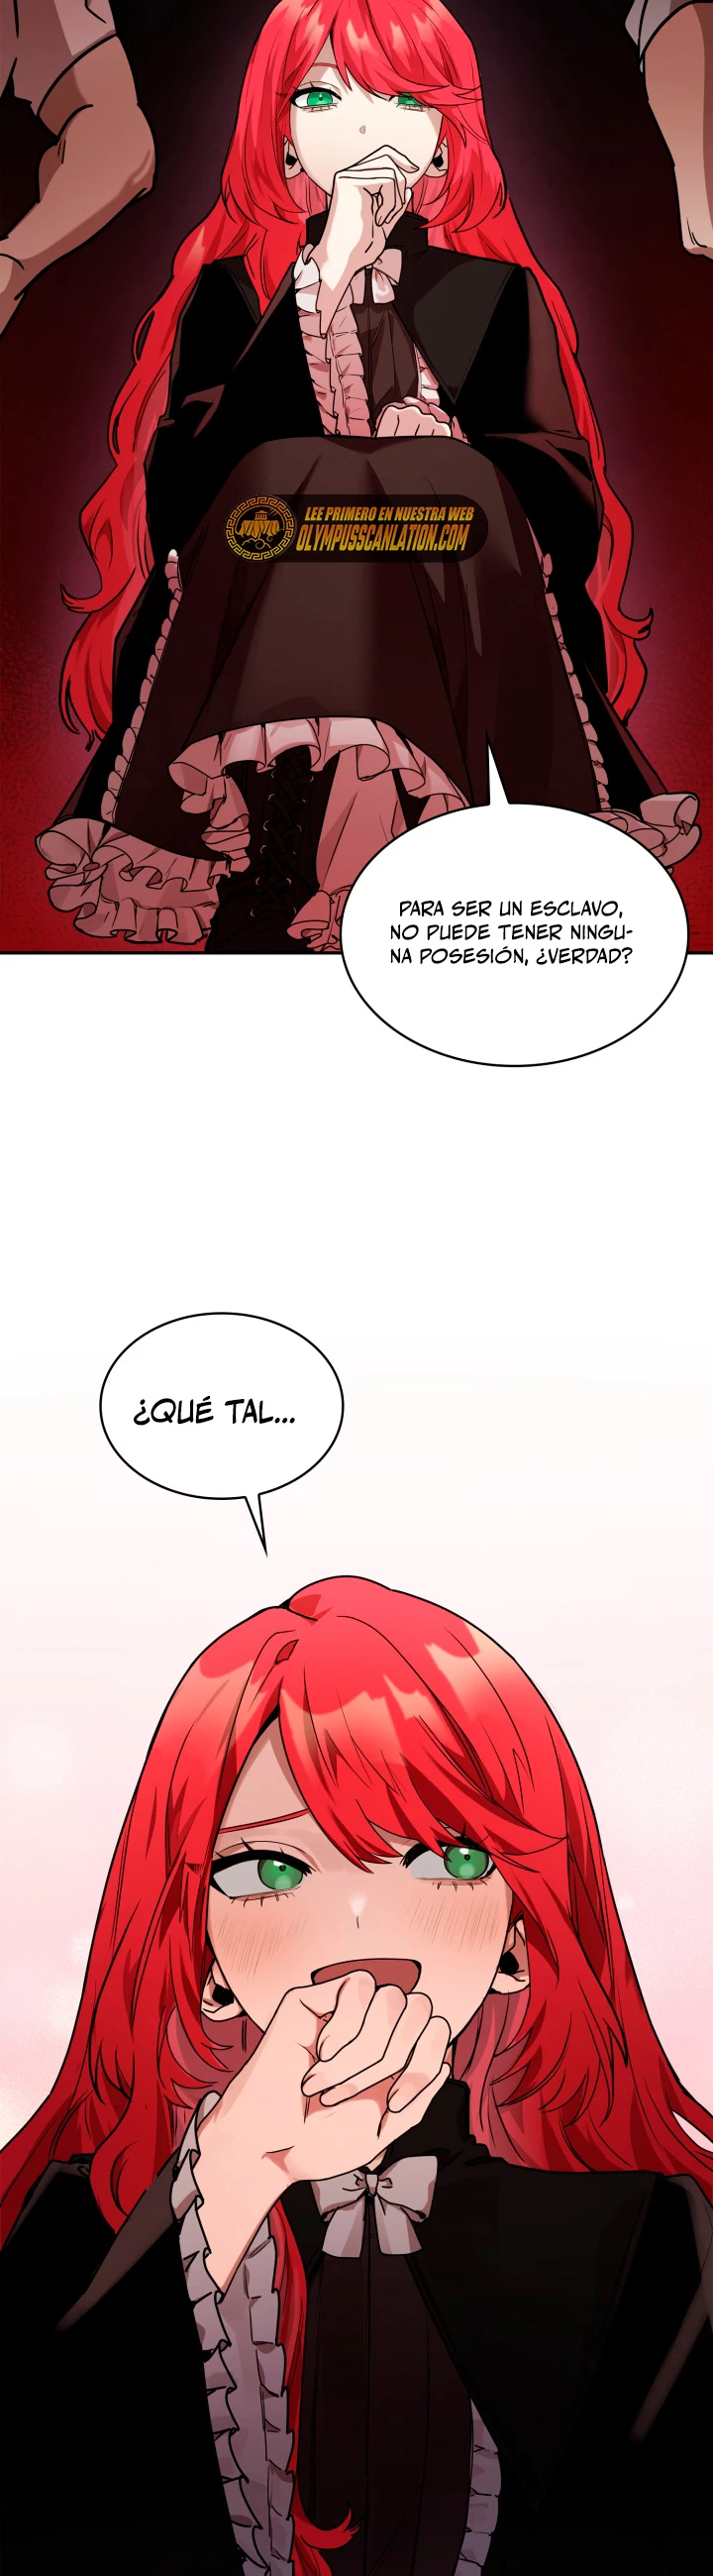 LEE PRIMERO EN NUESTRA WEB
OLYMPUSSCANLATION.COM
PARA SER UN ESCLAVO,
NO PUEDE TENER NINGU-
NA POSESIÓN, ¿VERDAD?
¿QUÉ TAL...